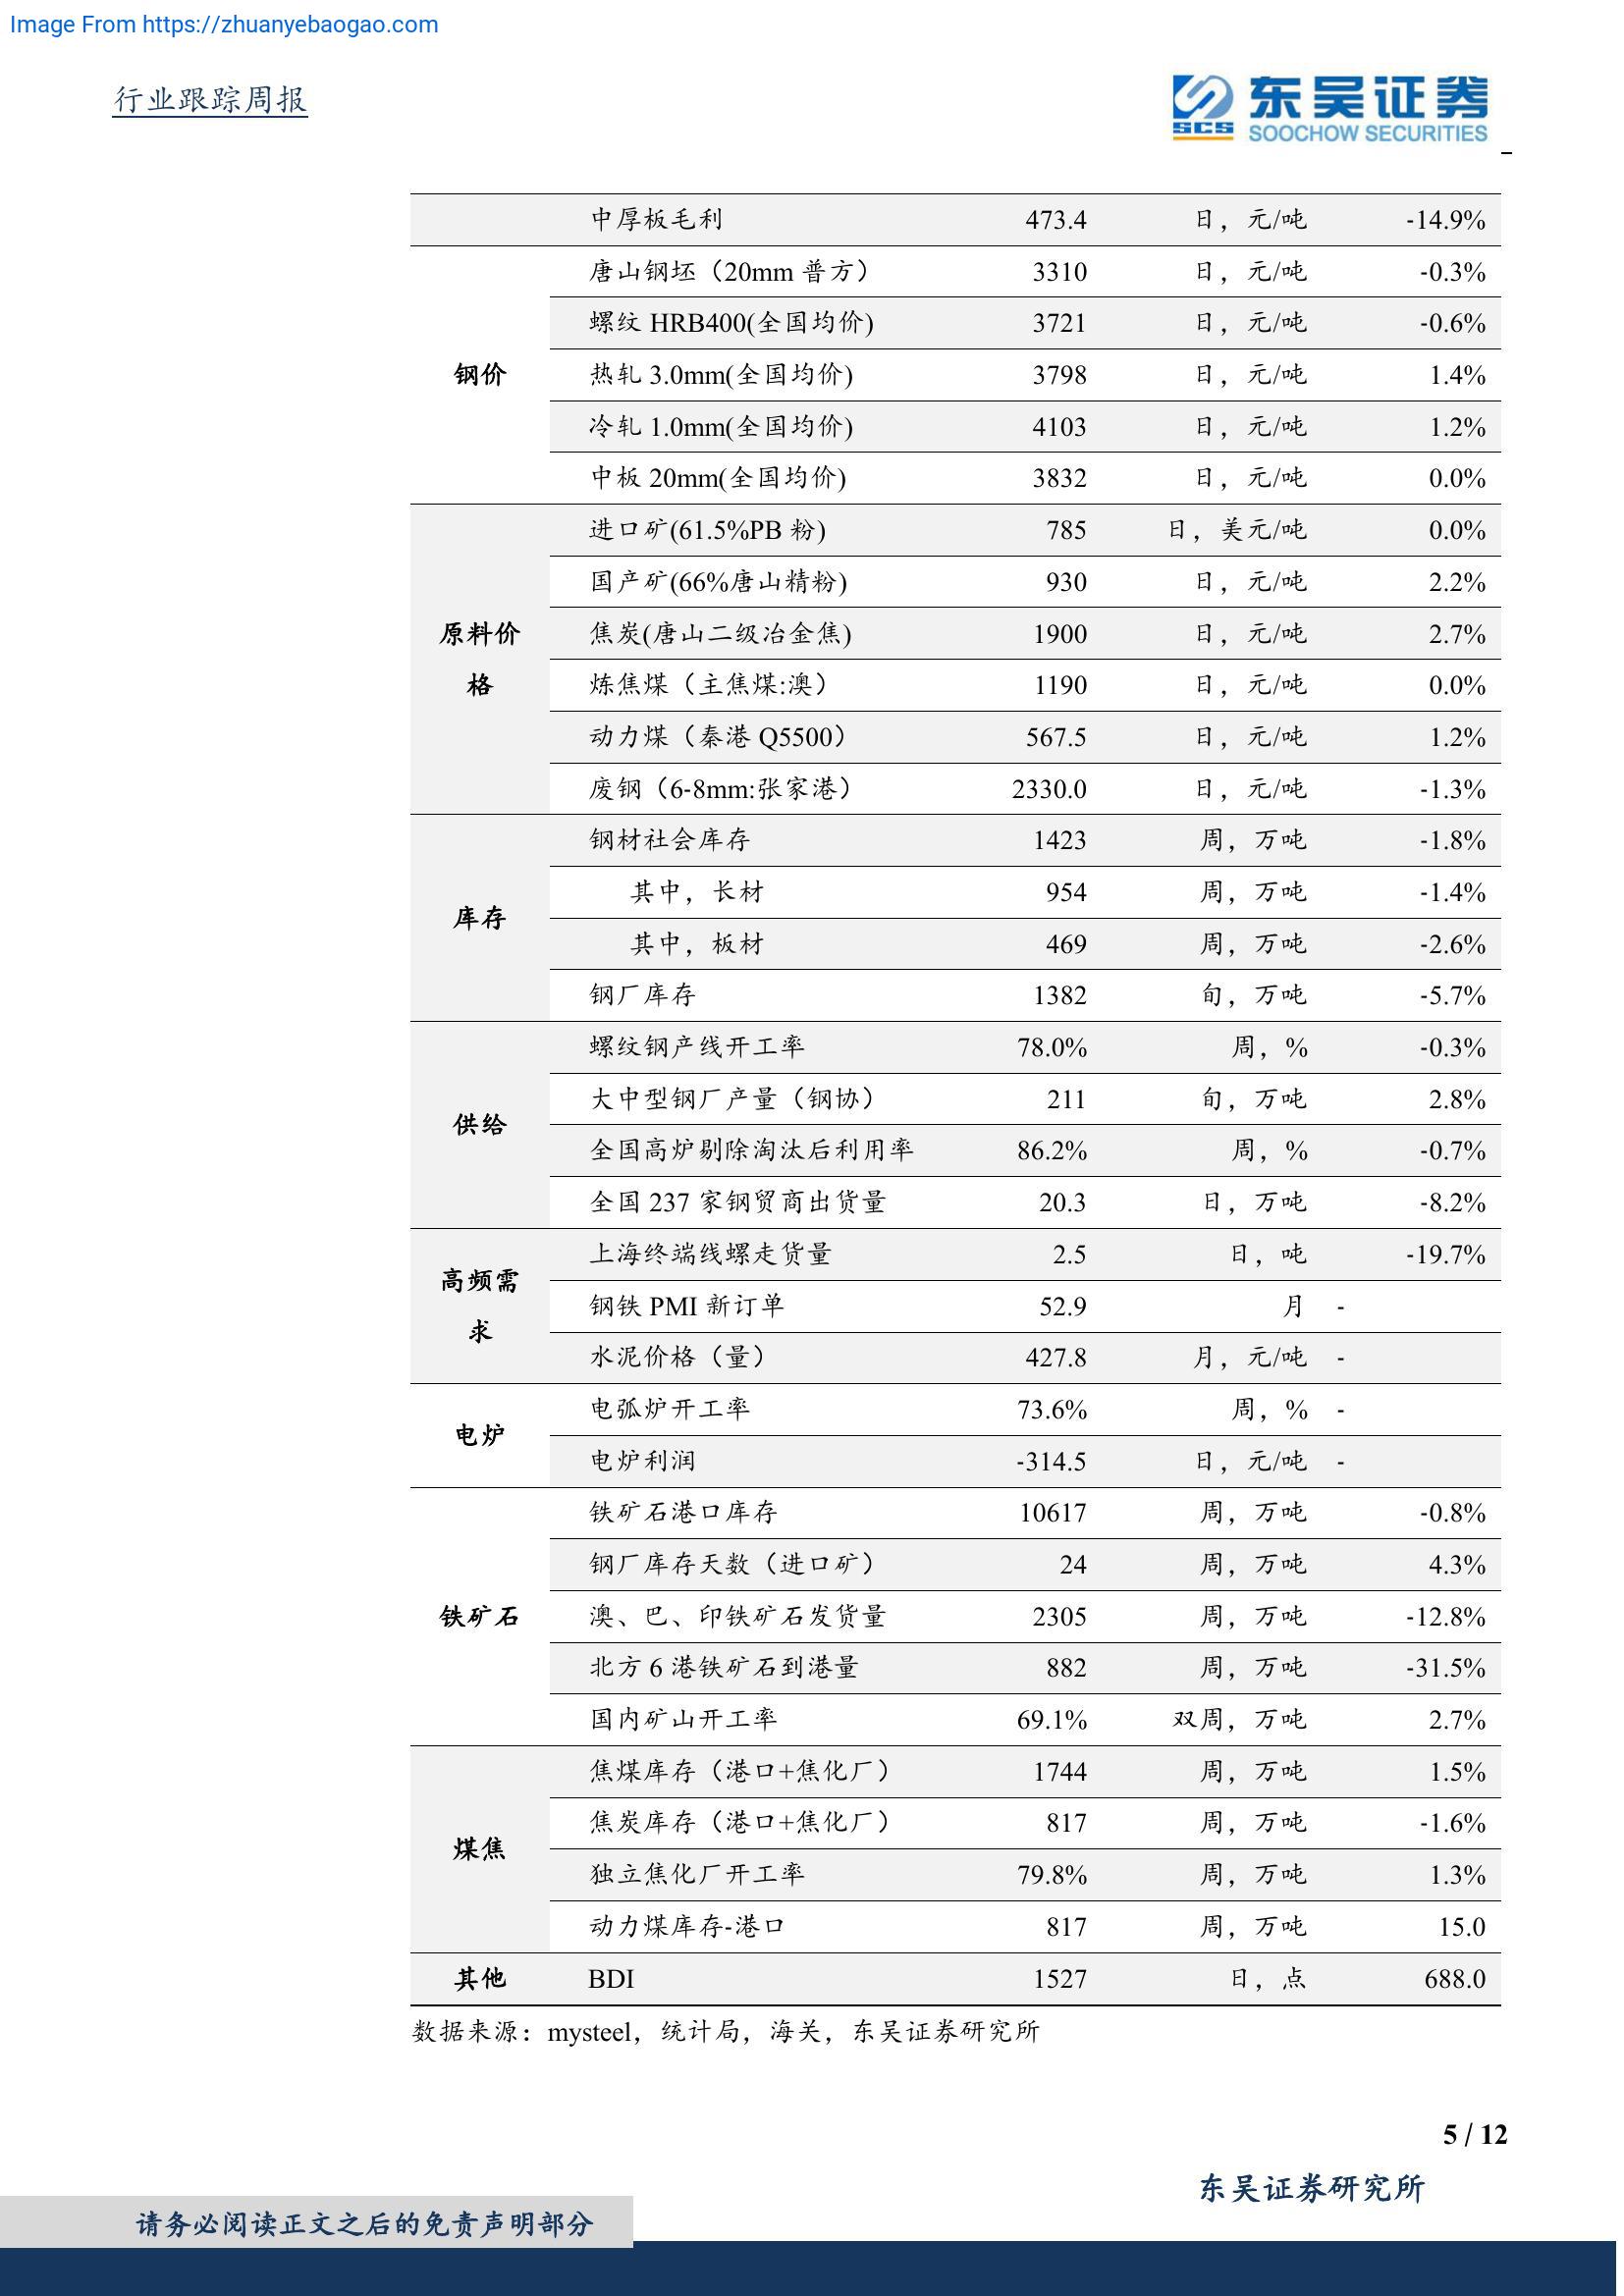 Image From https://zhuanyebaogao.com
行业跟踪周报
东吴证券
SCS SOOCHOW SECURITIES
中厚板毛利 473.4 日，元/吨 -14.9%
唐山钢坯（20mm 普方） 3310 日，元/吨 -0.3%
螺纹 HRB400(全国均价) 3721 日，元/吨 -0.6%
钢价 热轧 3.0mm(全国均价) 3798 日，元/吨 1.4%
冷轧 1.0mm(全国均价) 4103 日，元/吨 1.2%
中板 20mm(全国均价) 3832 日，元/吨 0.0%
进口矿(61.5%PB 粉) 785 日，美元/吨 0.0%
国产矿(66%唐山精粉) 930 日，元/吨 2.2%
原料价 焦炭(唐山二级冶金焦) 1900 日，元/吨 2.7%
格 炼焦煤（主焦煤:澳） 1190 日，元/吨 0.0%
动力煤（秦港 Q5500） 567.5 日，元/吨 1.2%
废钢（6-8mm:张家港） 2330.0 日，元/吨 -1.3%
钢材社会库存 1423 周，万吨 -1.8%
其中，长材 954 周，万吨 -1.4%
库存
其中，板材 469 周，万吨 -2.6%
钢厂库存 1382 旬，万吨 -5.7%
螺纹钢产线开工率 78.0% 周，% -0.3%
大中型钢厂产量（钢协） 211 旬，万吨 2.8%
供给
全国高炉剔除淘汰后利用率 86.2% 周，% -0.7%
全国 237 家钢贸商出货量 20.3 日，万吨 -8.2%
上海终端线螺走货量 2.5 日，吨 -19.7%
高频需
钢铁 PMI 新订单 52.9 月 -
求
水泥价格（量） 427.8 月，元/吨 -
电弧炉开工率 73.6% 周，% -
电炉
电炉利润 -314.5 日，元/吨 -
铁矿石港口库存 10617 周，万吨 -0.8%
钢厂库存天数（进口矿） 24 周，万吨 4.3%
铁矿石 澳、巴、印铁矿石发货量 2305 周，万吨 -12.8%
北方 6 港铁矿石到港量 882 周，万吨 -31.5%
国内矿山开工率 69.1% 双周，万吨 2.7%
焦煤库存（港口+焦化厂） 1744 周，万吨 1.5%
焦炭库存（港口+焦化厂） 817 周，万吨 -1.6%
煤焦
独立焦化厂开工率 79.8% 周，万吨 1.3%
动力煤库存-港口 817 周，万吨 15.0
其他 BDI 1527 日，点 688.0
数据来源：mysteel，统计局，海关，东吴证券研究所
5 / 12
东吴证券研究所
请务必阅读正文之后的免责声明部分